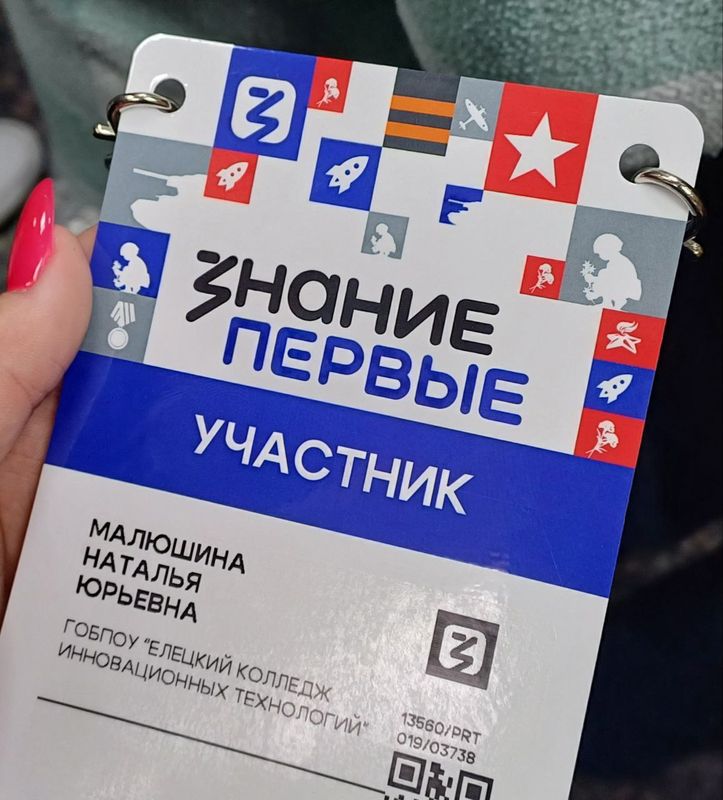 ЗНАНИЕ
ПЕРВЫЕ
УЧАСТНИК
МАЛЮШИНА
НАТАЛЬЯ
ЮРЬЕВНА
ГОБПОУ "ЕЛЕЦКИЙ КОЛЛЕДЖ
ИННОВАЦИОННЫХ ТЕХНОЛОГИЙ"
13560/PRT
019/03738